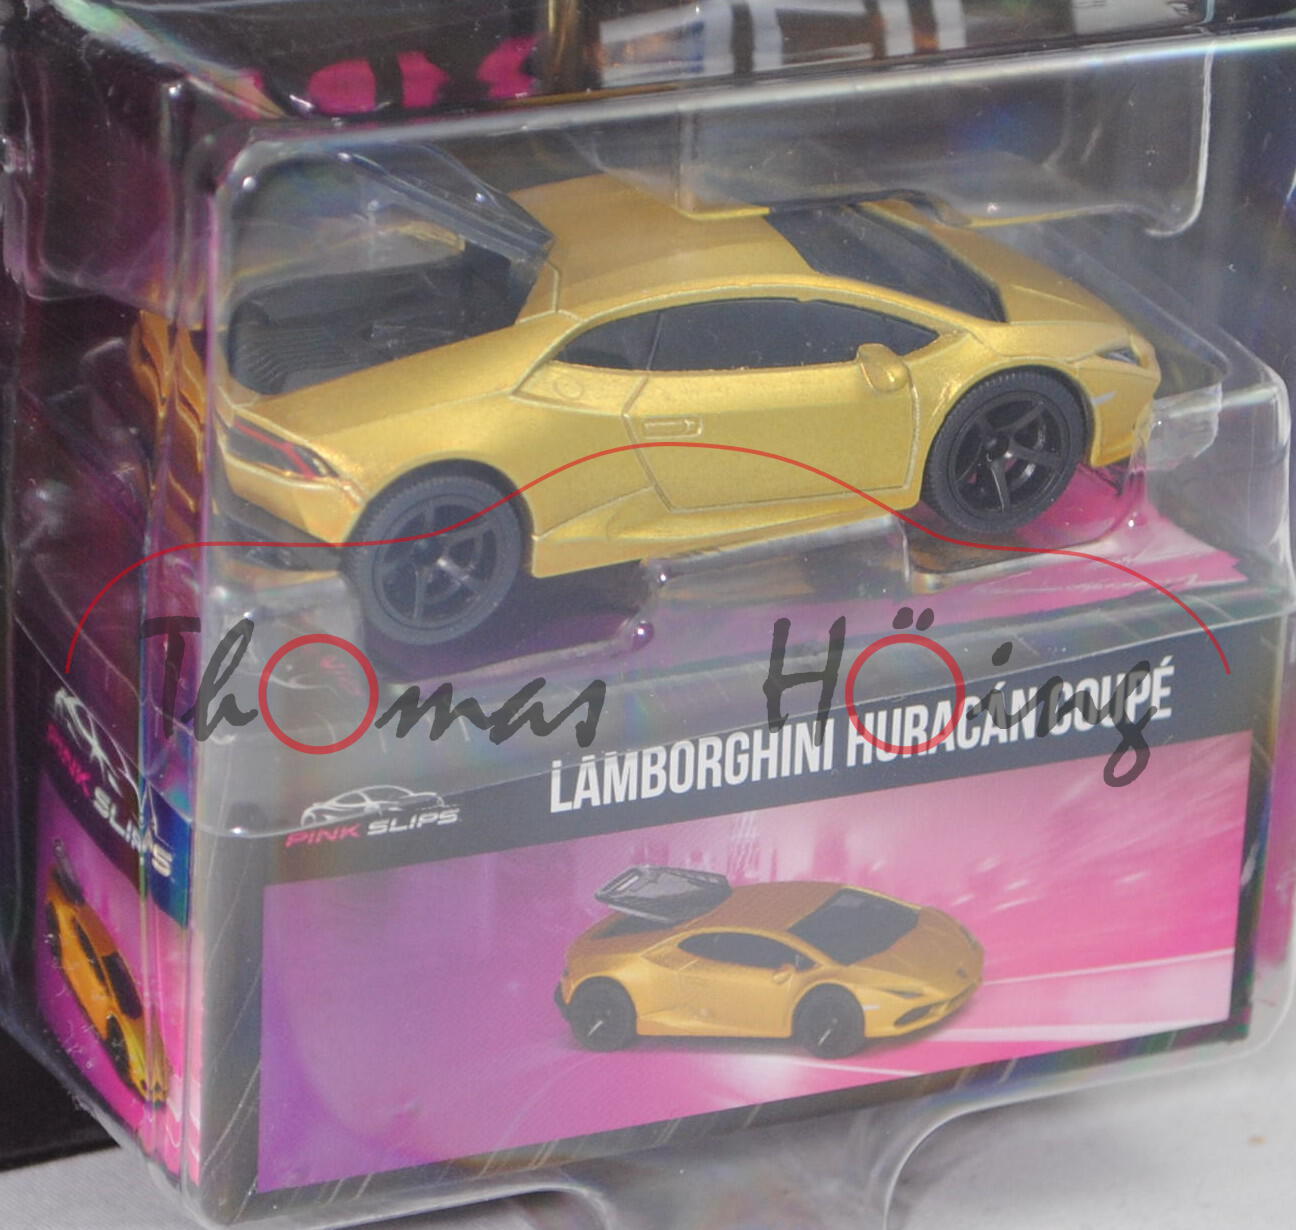 Thomas Höing
LAMBORGHINI HURACÁN COUPÉ
PINK SLIPS
PINK SLIPS